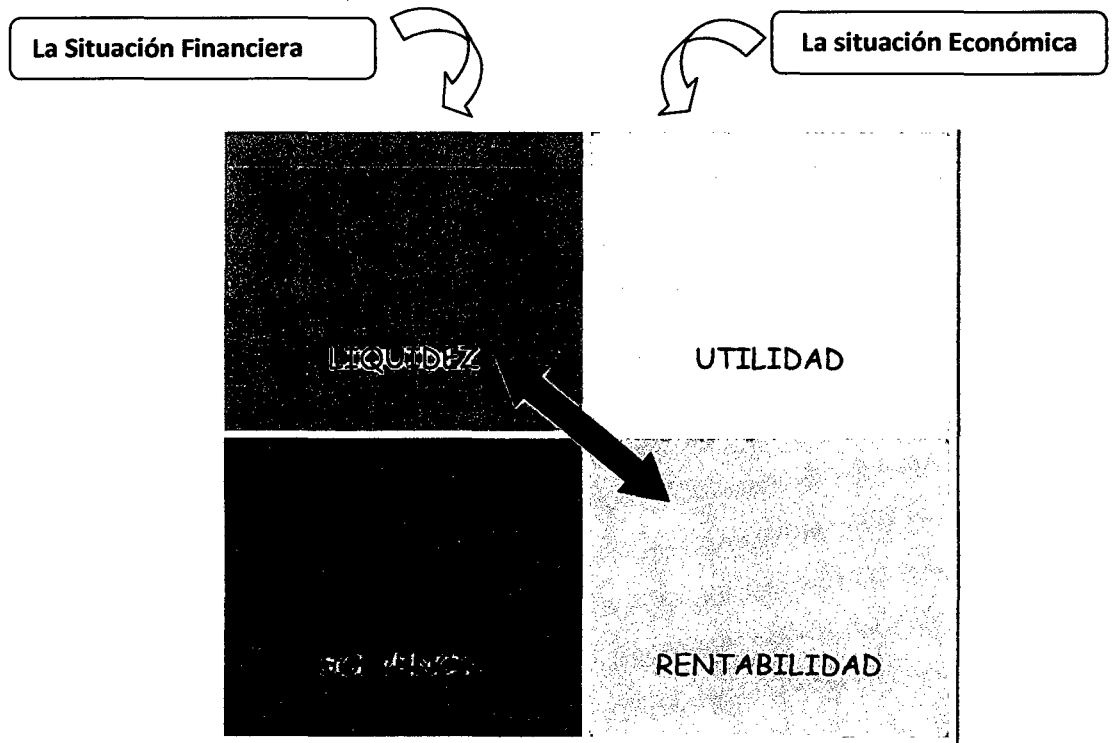 La Situación Financiera
La situación Económica
LIQUIDEZ
UTILIDAD
RENTABILIDAD